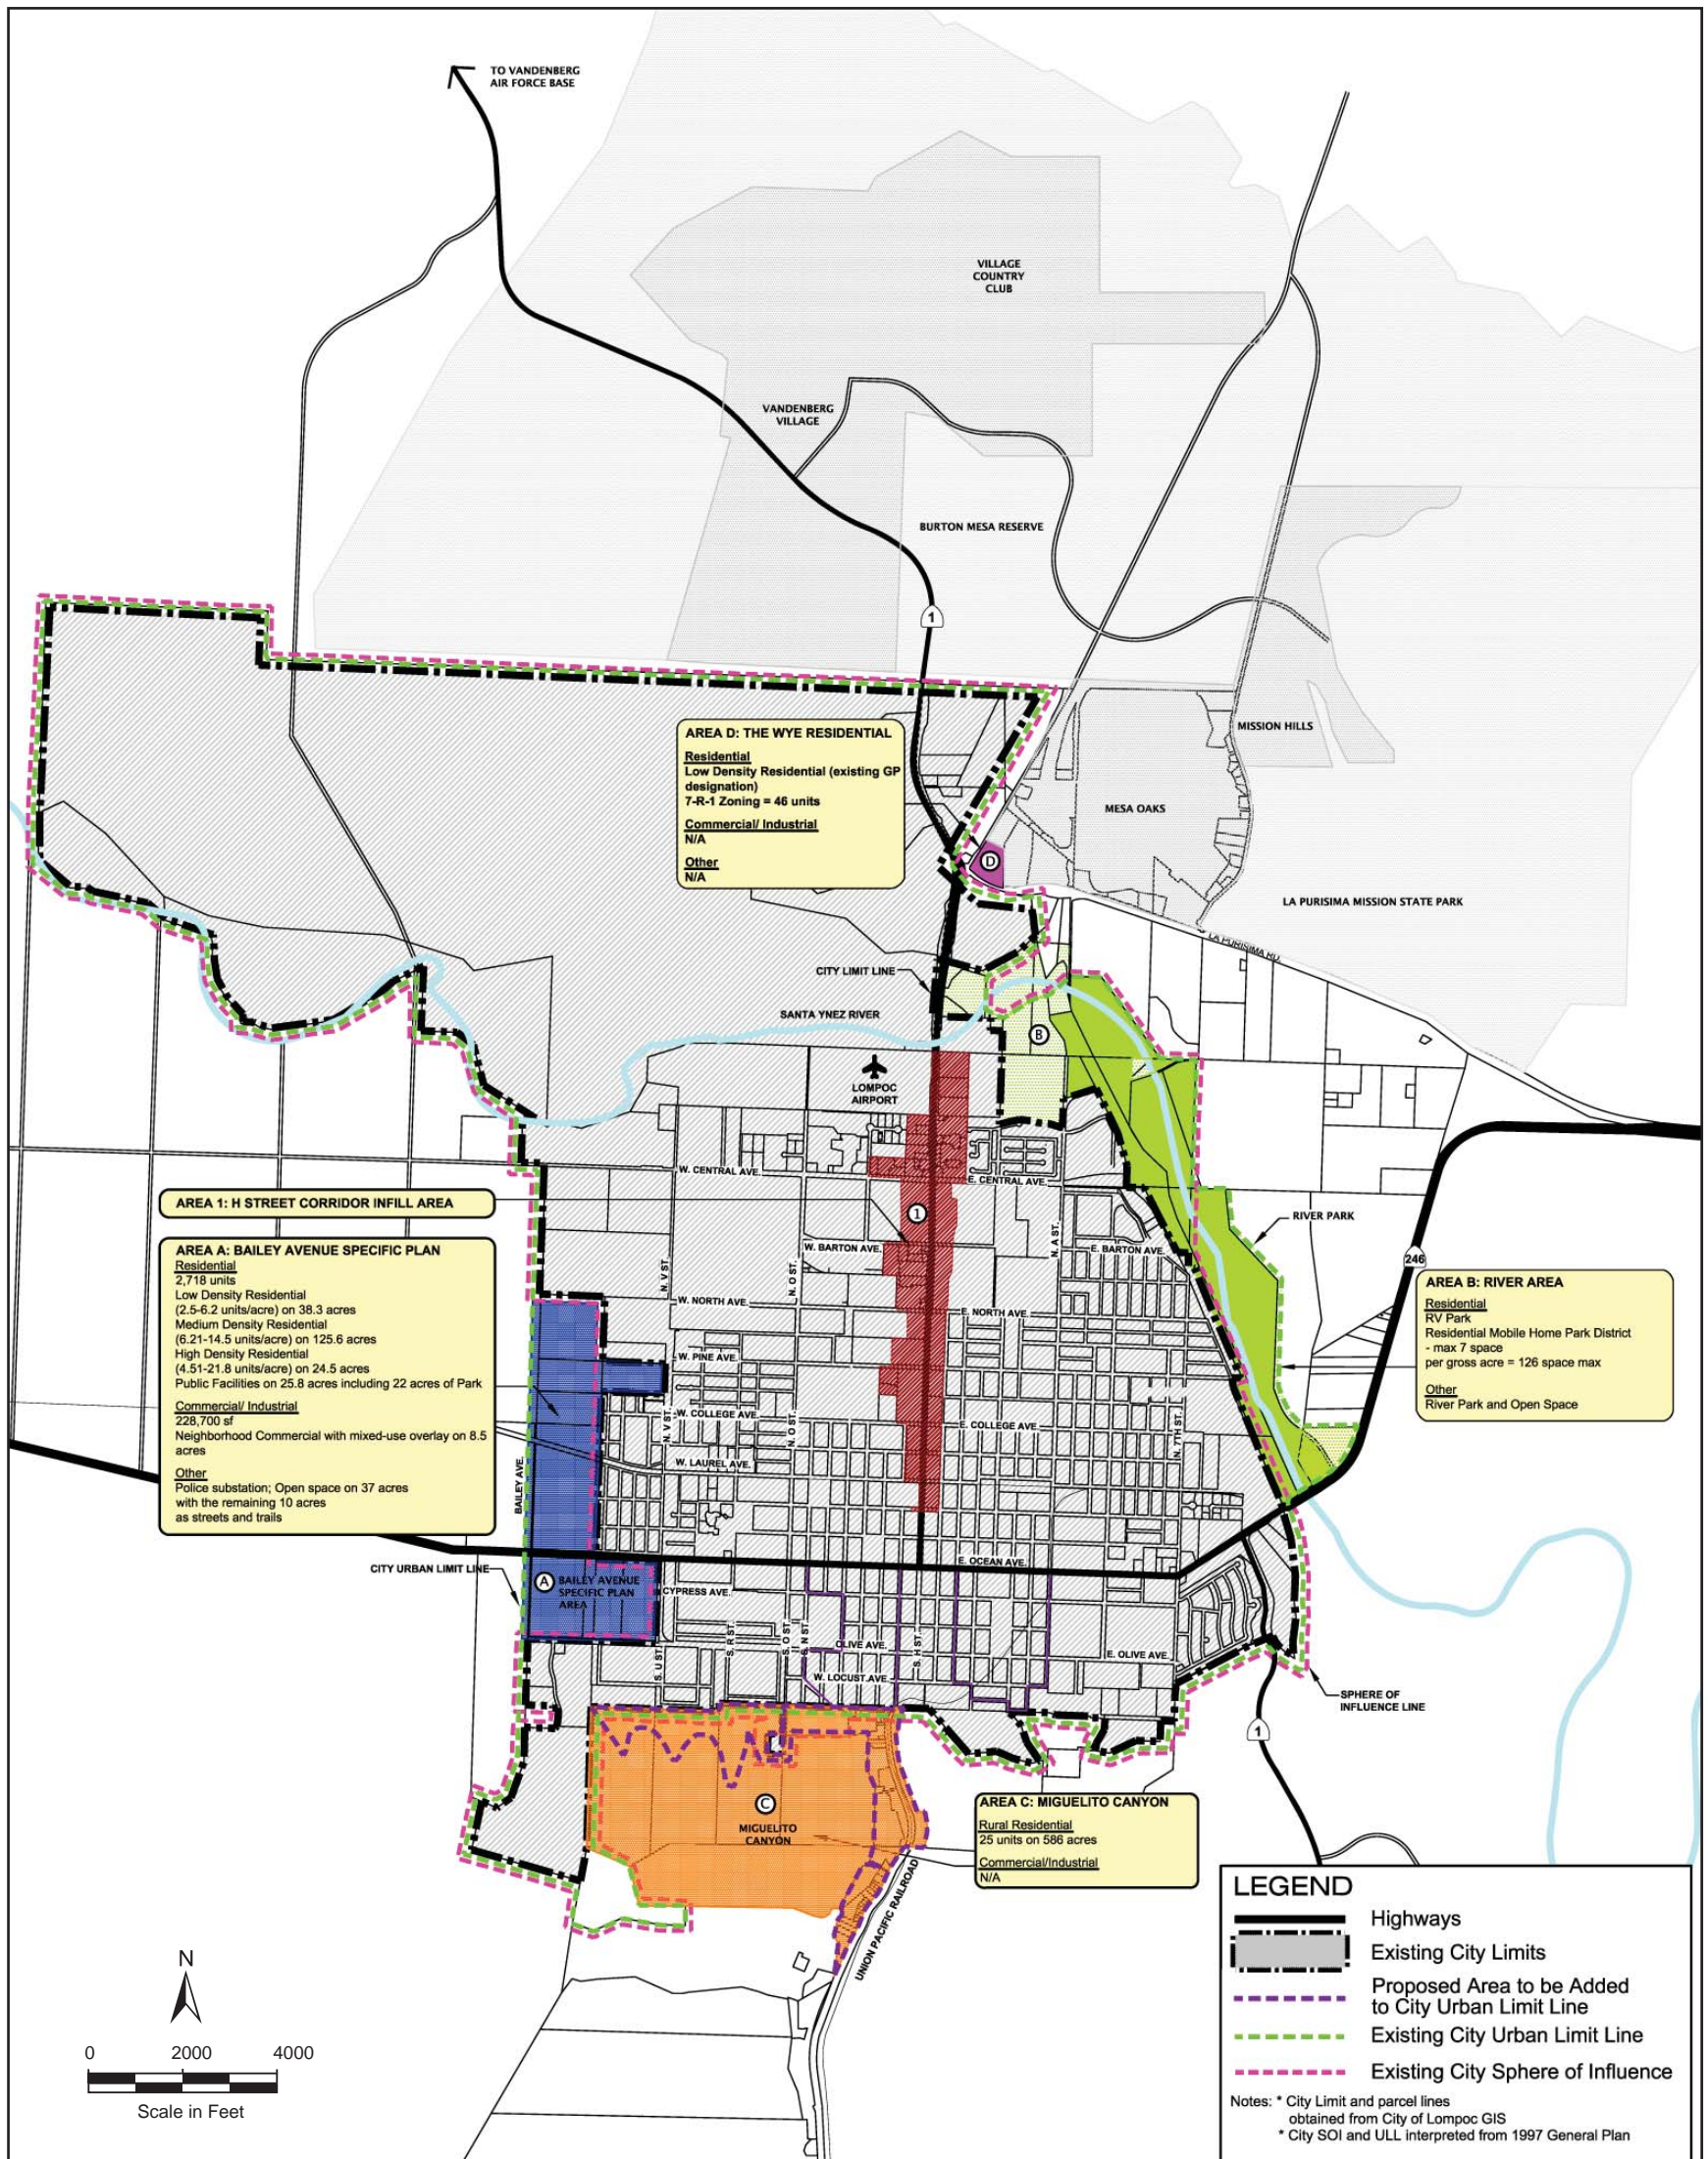 TO VANDENBERG
AIR FORCE BASE
VILLAGE
COUNTRY
CLUB
VANDENBERG
VILLAGE
BURTON MESA RESERVE
1
MISSION HILLS
MESA OAKS
LA PURISIMA MISSION STATE PARK
LA PURISIMA RD.
AREA D: THE WYE RESIDENTIAL
Residential
Low Density Residential (existing GP
designation)
7-R-1 Zoning = 46 units
Commercial/ Industrial
N/A
Other
N/A
D
CITY LIMIT LINE
SANTA YNEZ RIVER
B
LOMPOC
AIRPORT
W. CENTRAL AVE.
E. CENTRAL AVE.
AREA 1: H STREET CORRIDOR INFILL AREA
1
RIVER PARK
N. A ST.
W. BARTON AVE.
E. BARTON AVE.
246
N. V ST.
N. O ST.
W. NORTH AVE.
E. NORTH AVE.
AREA A: BAILEY AVENUE SPECIFIC PLAN
Residential
2,718 units
Low Density Residential
(2.5-6.2 units/acre) on 38.3 acres
Medium Density Residential
(6.21-14.5 units/acre) on 125.6 acres
High Density Residential
(4.51-21.8 units/acre) on 24.5 acres
Public Facilities on 25.8 acres including 22 acres of Park
Commercial/ Industrial
228,700 sf
Neighborhood Commercial with mixed-use overlay on 8.5
acres
Other
Police substation; Open space on 37 acres
with the remaining 10 acres
as streets and trails
AREA B: RIVER AREA
Residential
RV Park
Residential Mobile Home Park District
- max 7 space
per gross acre = 126 space max
Other
River Park and Open Space
W. PINE AVE.
N. V ST.
W. COLLEGE AVE.
N. O ST.
E. COLLEGE AVE.
N. 7TH ST.
W. LAUREL AVE.
BAILEY AVE.
E. OCEAN AVE.
CITY URBAN LIMIT LINE
A
BAILEY AVENUE
SPECIFIC PLAN
AREA
CYPRESS AVE.
S. U ST.
S. R ST.
S. O ST.
S. N ST.
OLIVE AVE.
S. H ST.
E. OLIVE AVE.
W. LOCUST AVE.
SPHERE OF
INFLUENCE LINE
1
C
MIGUELITO
CANYON
AREA C: MIGUELITO CANYON
Rural Residential
25 units on 586 acres
Commercial/Industrial
N/A
UNION PACIFIC RAILROAD
N
0 2000 4000
Scale in Feet
LEGEND
Highways
Existing City Limits
Proposed Area to be Added
to City Urban Limit Line
Existing City Urban Limit Line
Existing City Sphere of Influence
Notes: * City Limit and parcel lines
obtained from City of Lompoc GIS
* City SOI and ULL interpreted from 1997 General Plan